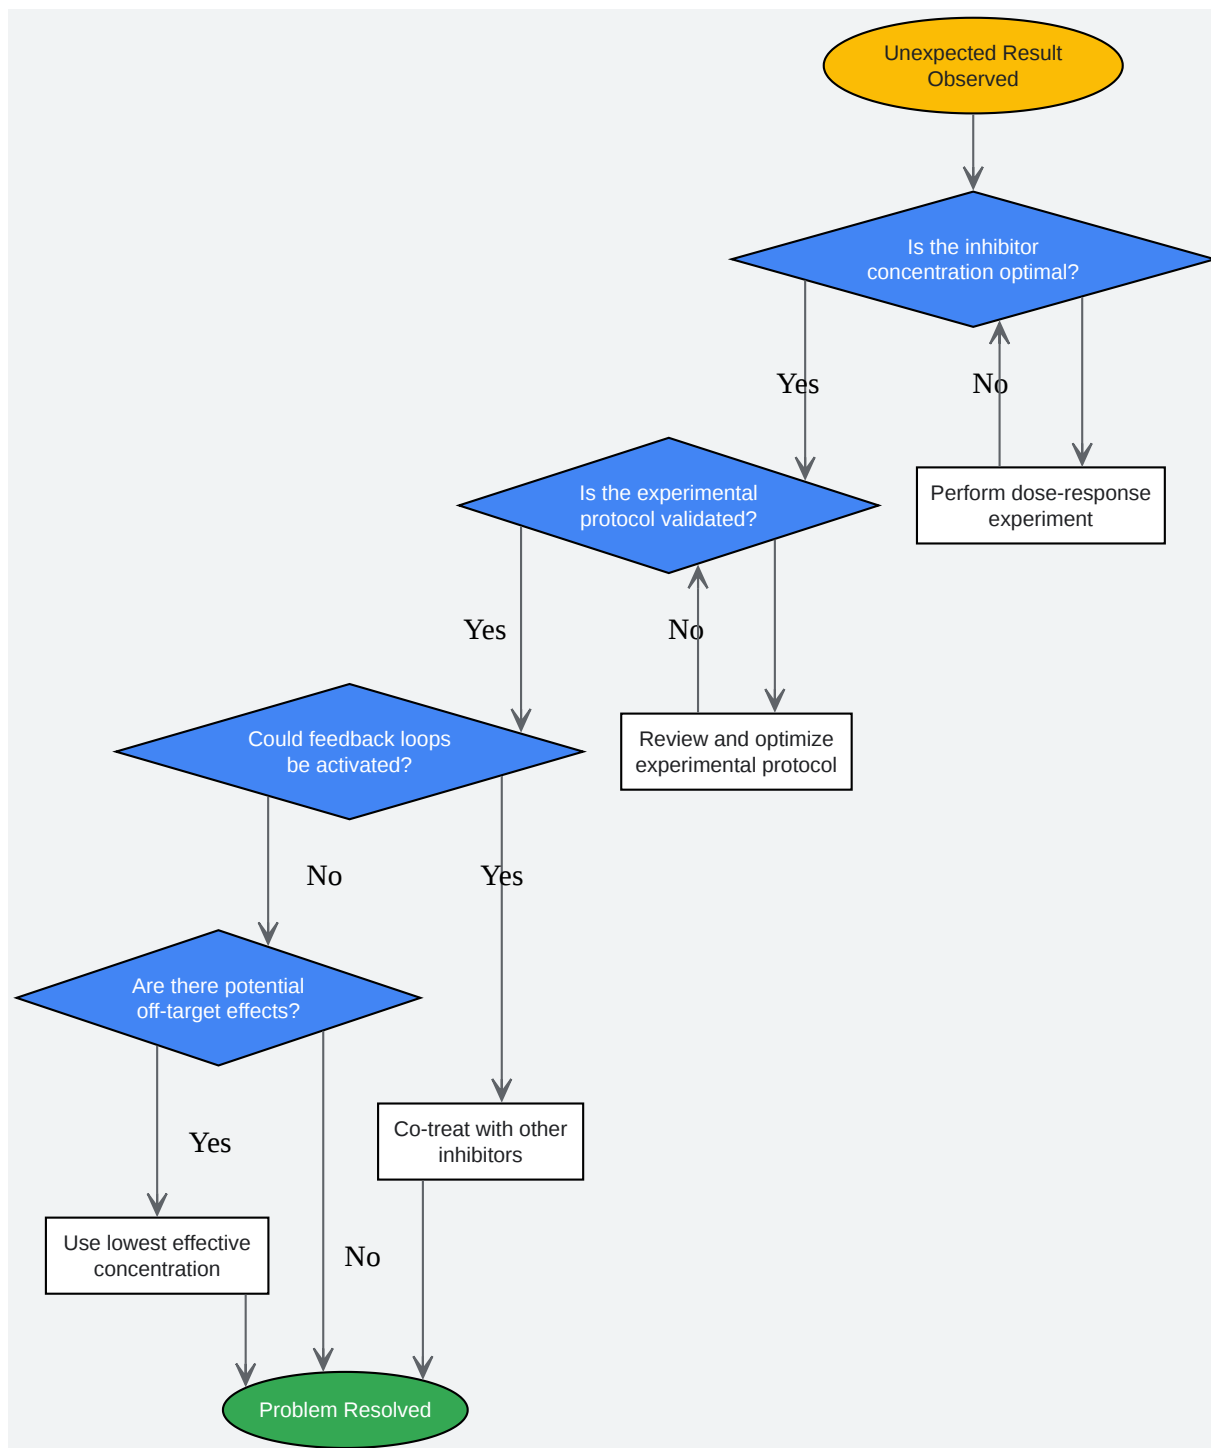 Unexpected Result
Observed
Is the inhibitor
concentration optimal?
Yes
No
Is the experimental
protocol validated?
Perform dose-response
experiment
Yes
No
Could feedback loops
be activated?
Review and optimize
experimental protocol
No
Yes
Are there potential
off-target effects?
Yes
Co-treat with other
inhibitors
Use lowest effective
concentration
No
Problem Resolved